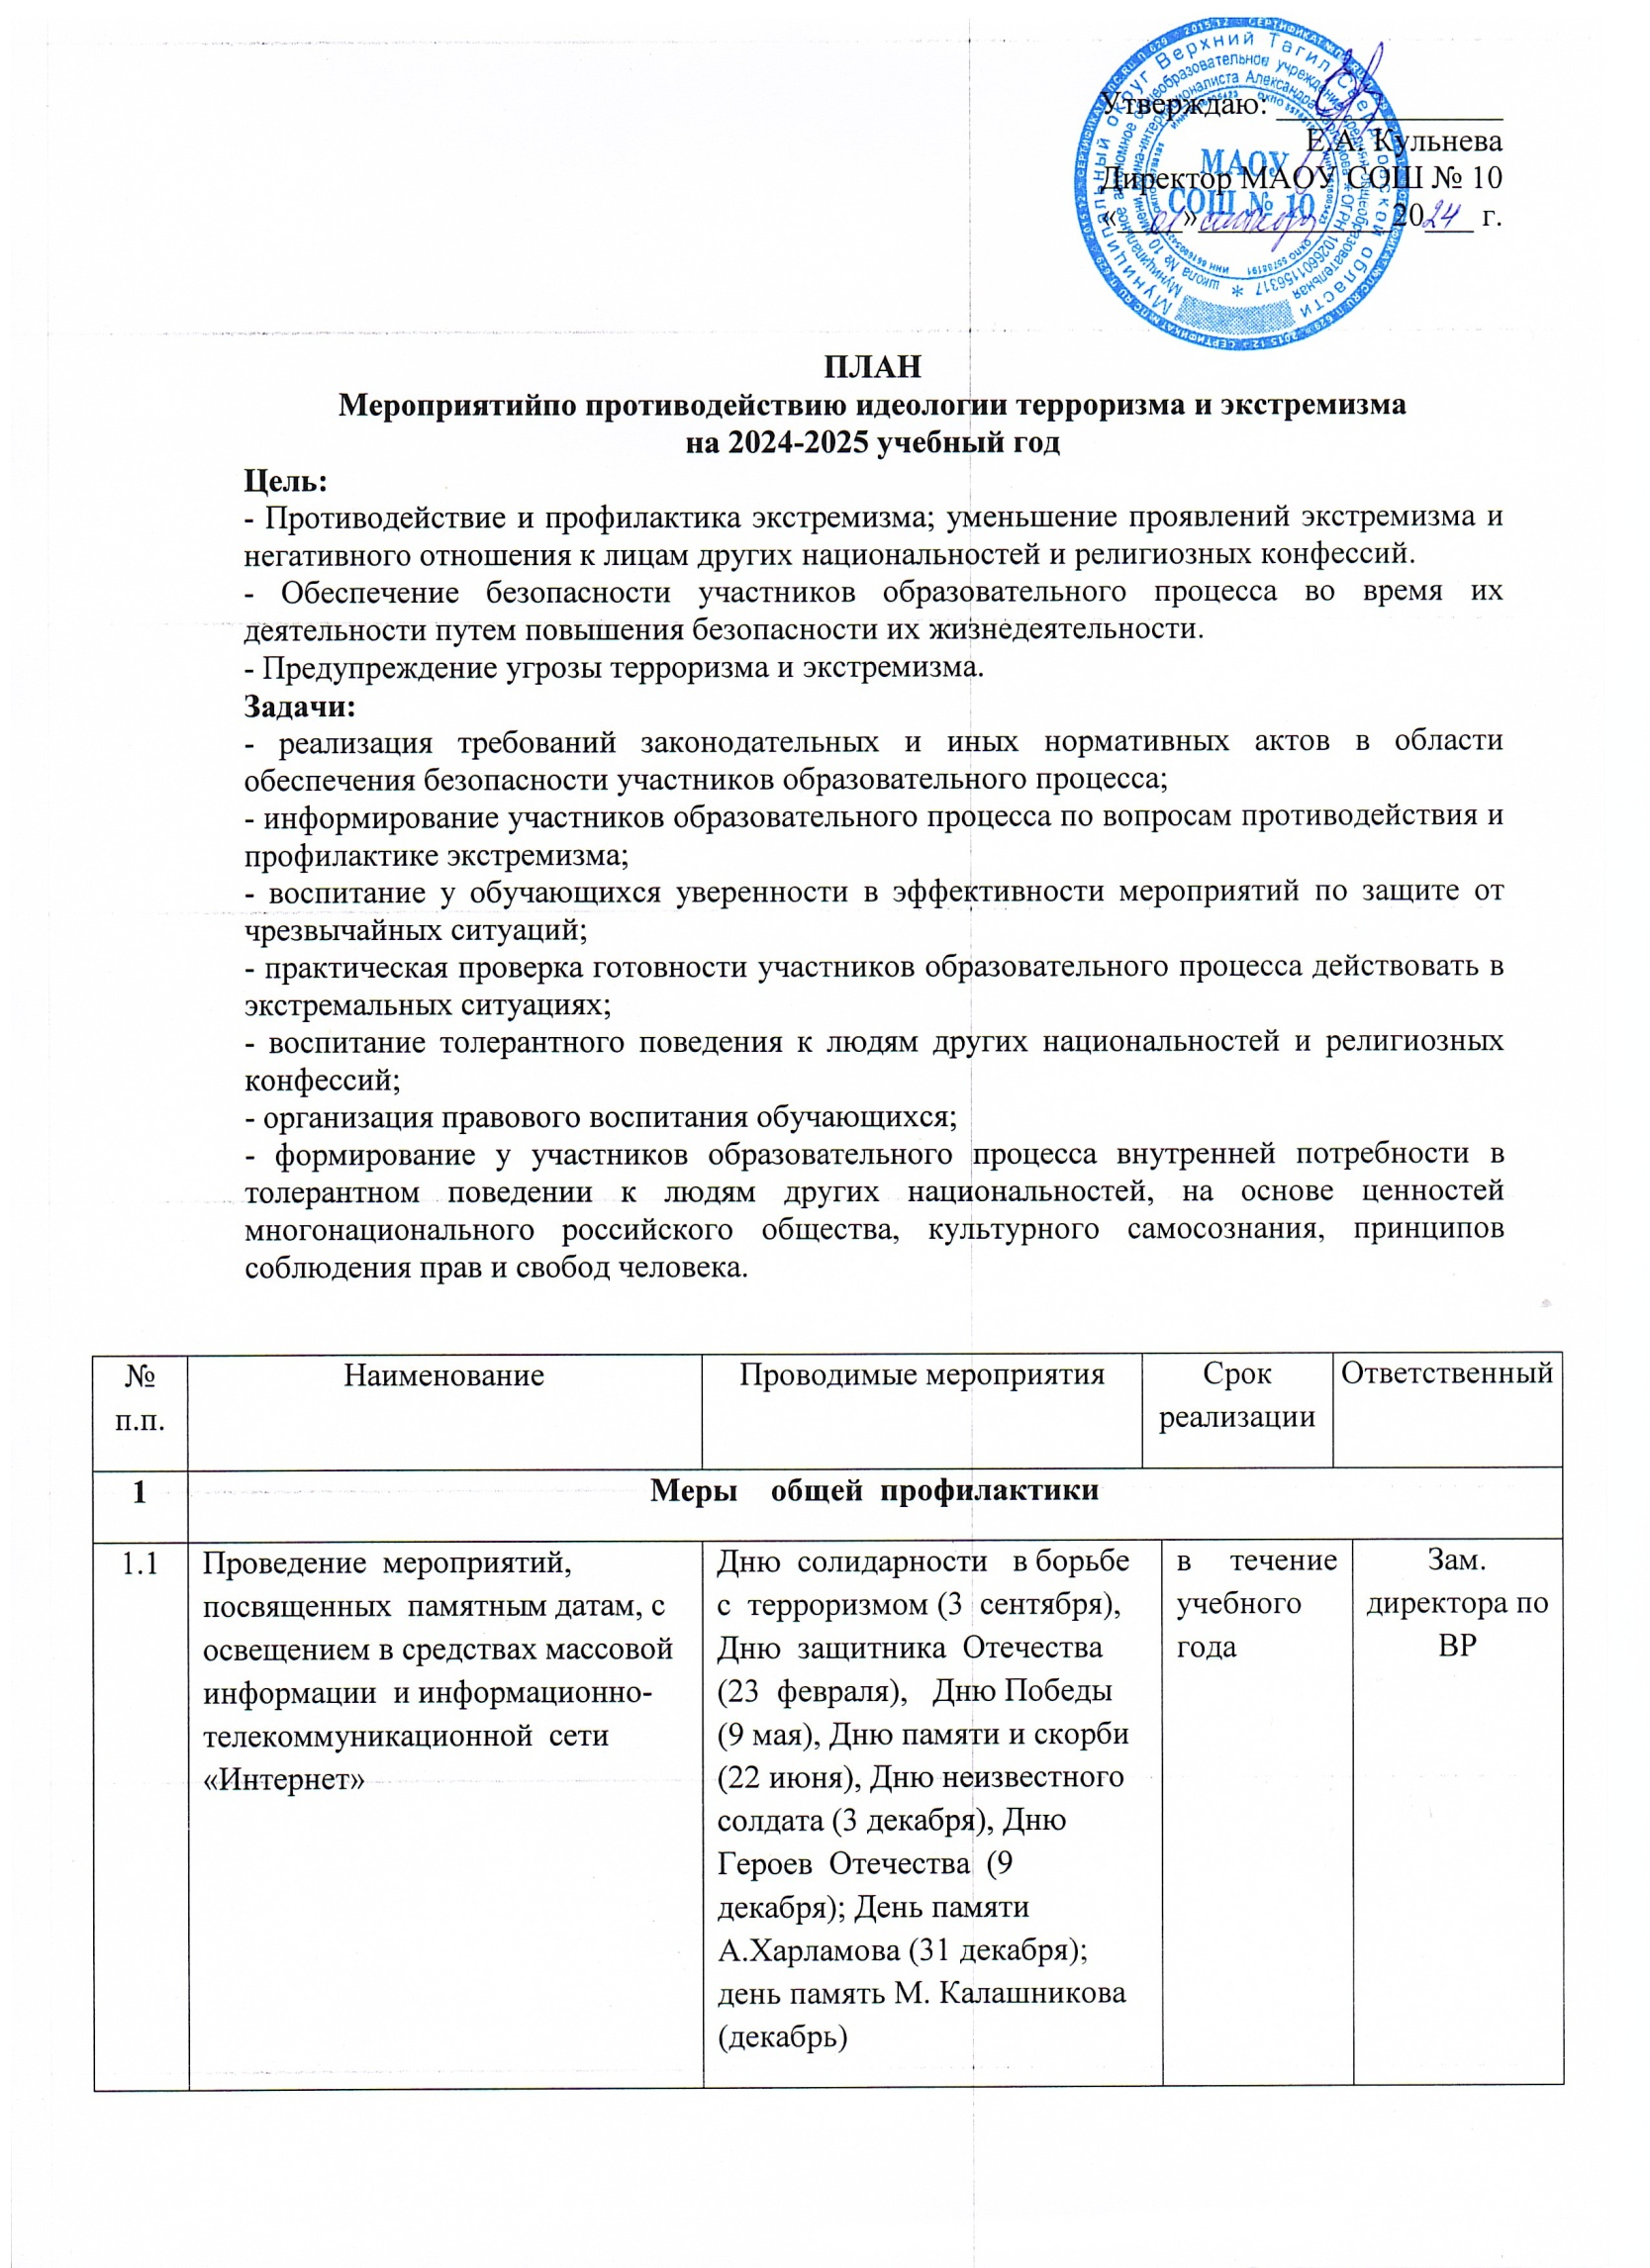 Утверждаю: ______________
Е.А. Кульнева
Директор МАОУ СОШ № 10
«____»____________2024 г.
МАОУ
СОШ № 10
ПЛАН
Мероприятийпо противодействию идеологии терроризма и экстремизма
на 2024-2025 учебный год
Цель:
- Противодействие и профилактика экстремизма; уменьшение проявлений экстремизма и
негативного отношения к лицам других национальностей и религиозных конфессий.
- Обеспечение безопасности участников образовательного процесса во время их
деятельности путем повышения безопасности их жизнедеятельности.
- Предупреждение угрозы терроризма и экстремизма.
Задачи:
- реализация требований законодательных и иных нормативных актов в области
обеспечения безопасности участников образовательного процесса;
- информирование участников образовательного процесса по вопросам противодействия и
профилактике экстремизма;
- воспитание у обучающихся уверенности в эффективности мероприятий по защите от
чрезвычайных ситуаций;
- практическая проверка готовности участников образовательного процесса действовать в
экстремальных ситуациях;
- воспитание толерантного поведения к людям других национальностей и религиозных
конфессий;
- организация правового воспитания обучающихся;
- формирование у участников образовательного процесса внутренней потребности в
толерантном поведении к людям других национальностей, на основе ценностей
многонационального российского общества, культурного самосознания, принципов
соблюдения прав и свобод человека.
№
п.п.
Наименование
Проводимые мероприятия
Срок
реализации
Ответственный
1
Меры общей профилактики
1.1
Проведение мероприятий,
посвященных памятным датам, с
освещением в средствах массовой
информации и информационно-
телекоммуникационной сети
«Интернет»
Дню солидарности в борьбе
с терроризмом (3 сентября),
Дню защитника Отечества
(23 февраля), Дню Победы
(9 мая), Дню памяти и скорби
(22 июня), Дню неизвестного
солдата (3 декабря), Дню
Героев Отечества (9
декабря); День памяти
А.Харламова (31 декабря);
день память М. Калашникова
(декабрь)
в течение
учебного
года
Зам.
директора по
ВР